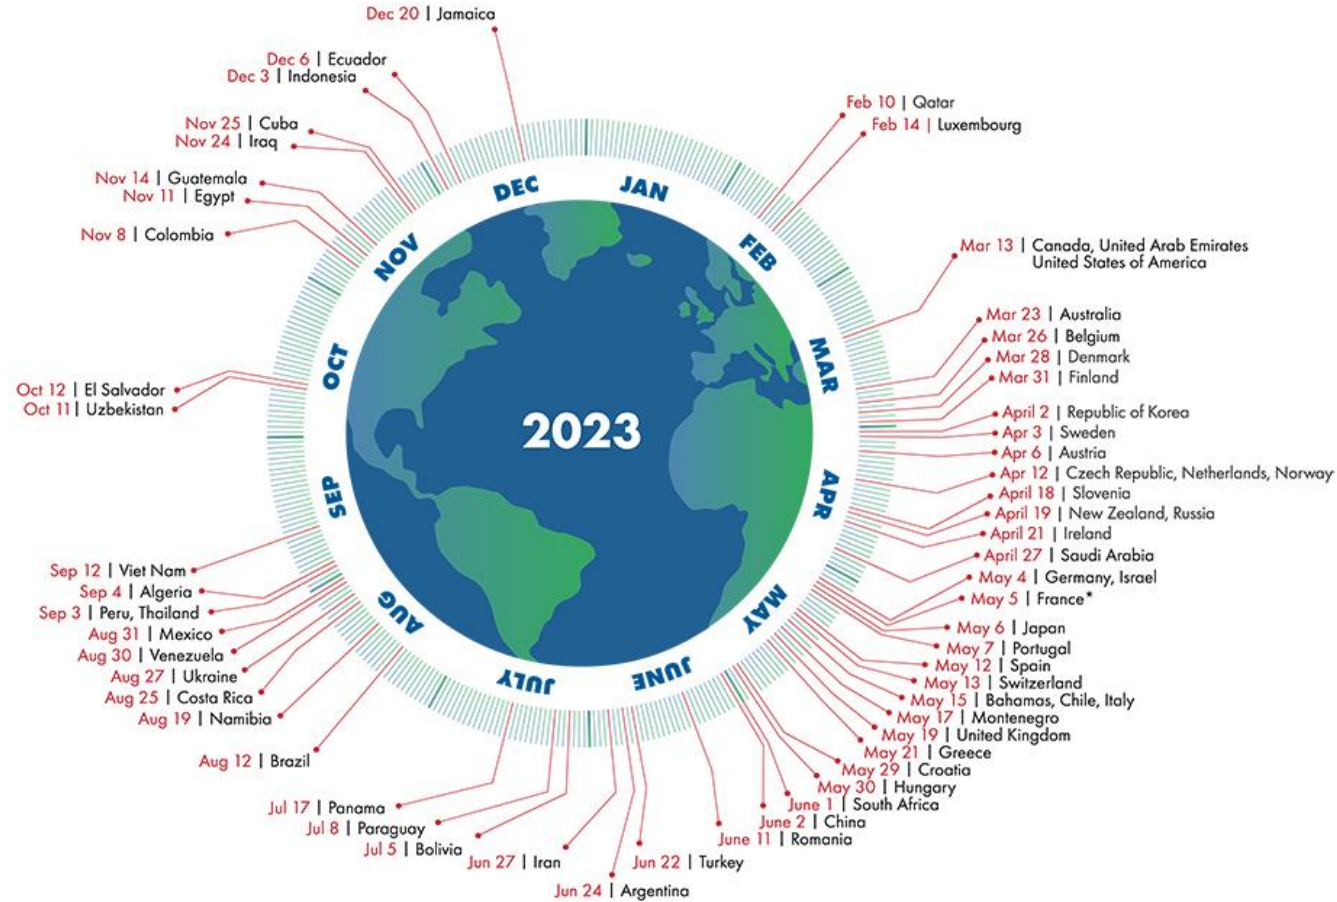 Dec 20 | Jamaica
Dec 6 | Ecuador
Dec 3 | Indonesia
Nov 25 | Cuba
Nov 24 | Iraq
Nov 14 | Guatemala
Nov 11 | Egypt
Nov 8 | Colombia
Oct 12 | El Salvador
Oct 11 | Uzbekistan
Sep 12 | Viet Nam
Sep 4 | Algeria
Sep 3 | Peru, Thailand
Aug 31 | Mexico
Aug 30 | Venezuela
Aug 27 | Ukraine
Aug 25 | Costa Rica
Aug 19 | Namibia
Aug 12 | Brazil
Jul 17 | Panama
Jul 8 | Paraguay
Jul 5 | Bolivia
Jun 27 | Iran
Jun 24 | Argentina
Jun 22 | Turkey
Feb 10 | Qatar
Feb 14 | Luxembourg
Mar 13 | Canada, United Arab Emirates
United States of America
Mar 23 | Australia
Mar 26 | Belgium
Mar 28 | Denmark
Mar 31 | Finland
April 2 | Republic of Korea
Apr 3 | Sweden
Apr 6 | Austria
Apr 12 | Czech Republic, Netherlands, Norway
April 18 | Slovenia
April 19 | New Zealand, Russia
April 21 | Ireland
April 27 | Saudi Arabia
May 4 | Germany, Israel
May 5 | France*
May 6 | Japan
May 7 | Portugal
May 12 | Spain
May 13 | Switzerland
May 15 | Bahamas, Chile, Italy
May 17 | Montenegro
May 19 | United Kingdom
May 21 | Greece
May 29 | Croatia
May 30 | Hungary
June 1 | South Africa
June 2 | China
June 11 | Romania
JAN
FEB
MAR
APR
MAY
JUNE
JULY
AUG
SEP
OCT
NOV
DEC
2023